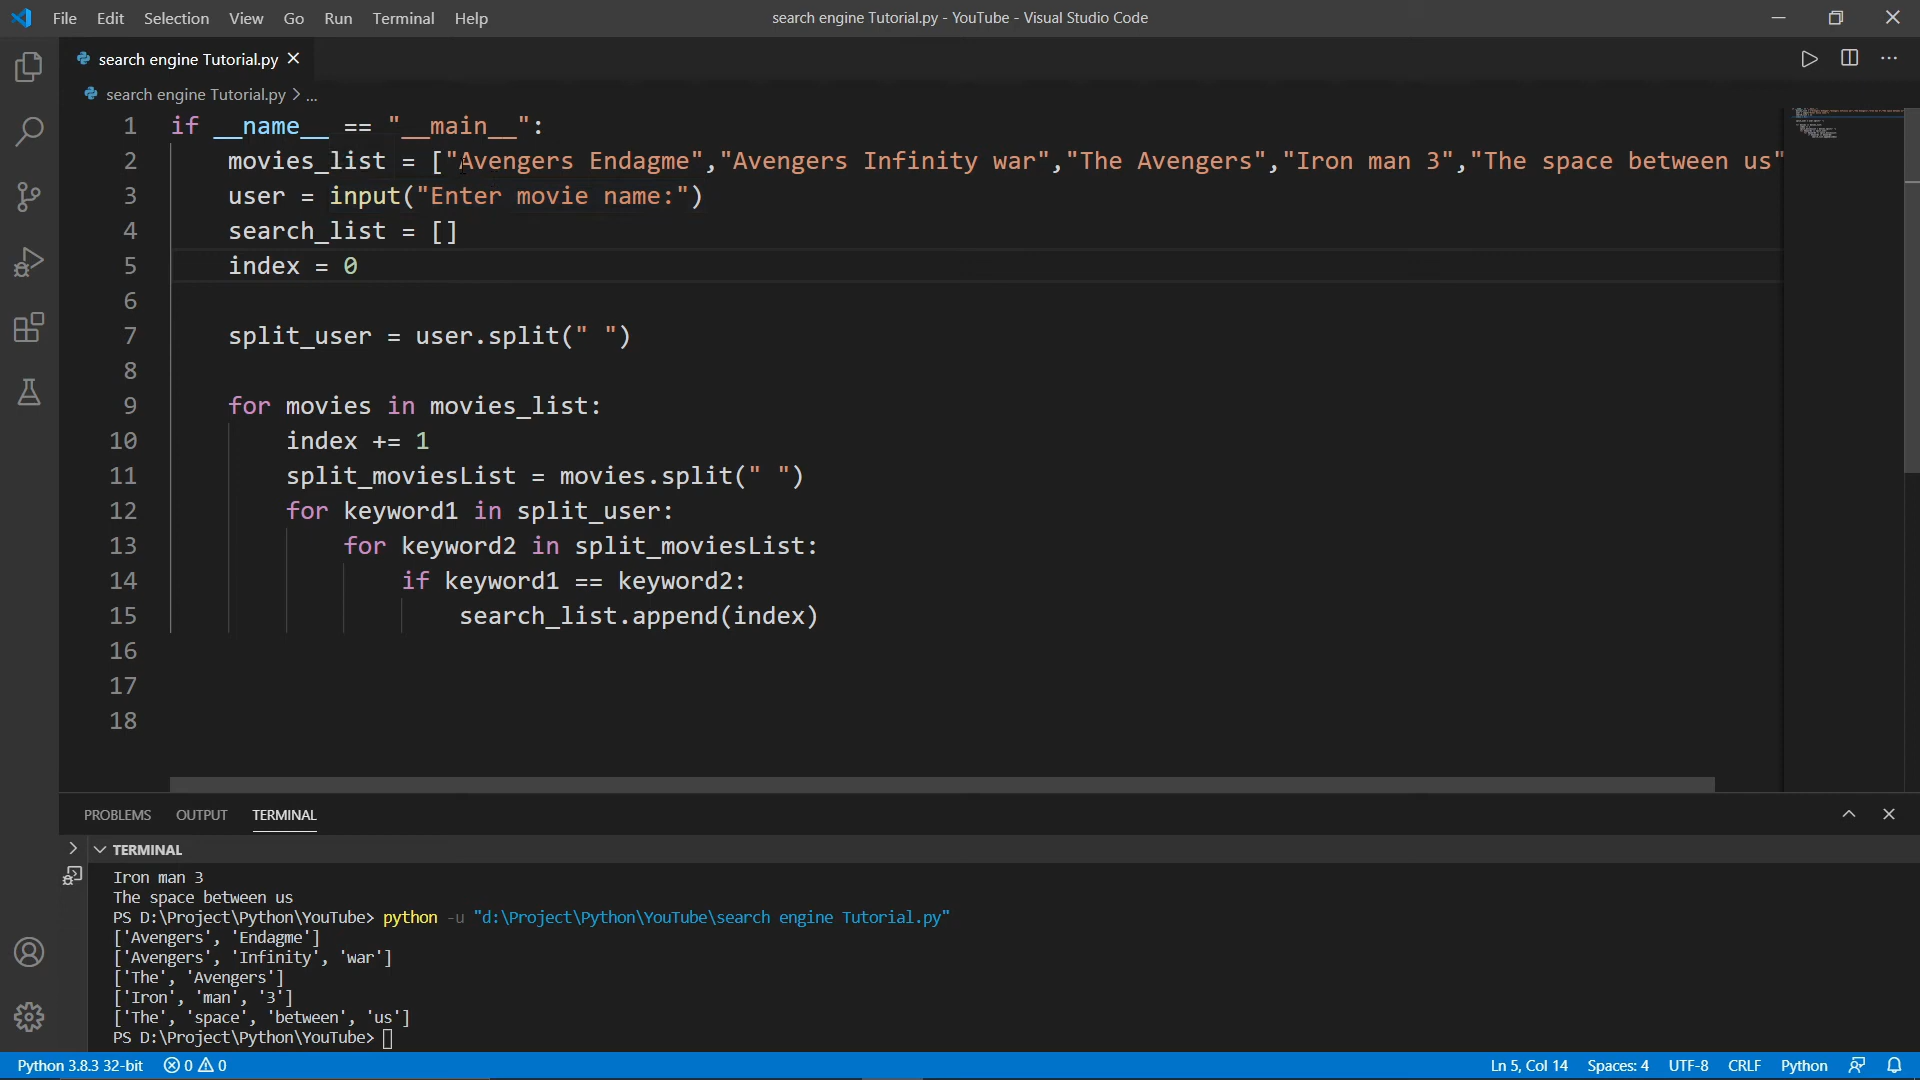 File Edit Selection View Go Run Terminal Help search engine Tutorial.py - YouTube - Visual Studio Code
search engine Tutorial.py
search engine Tutorial.py > ...
1 if __name__ == "__main__":
2 movies_list = ["Avengers Endagme","Avengers Infinity war","The Avengers","Iron man 3","The space between us"
3 user = input("Enter movie name:")
4 search_list = []
5 index = 0
6
7 split_user = user.split(" ")
8
9 for movies in movies_list:
10 index += 1
11 split_moviesList = movies.split(" ")
12 for keyword1 in split_user:
13 for keyword2 in split_moviesList:
14 if keyword1 == keyword2:
15 search_list.append(index)
16
17
18
PROBLEMS OUTPUT TERMINAL
TERMINAL
Iron man 3
The space between us
PS D:\Project\Python\YouTube> python -u "d:\Project\Python\YouTube\search engine Tutorial.py"
['Avengers', 'Endagme']
['Avengers', 'Infinity', 'war']
['The', 'Avengers']
['Iron', 'man', '3']
['The', 'space', 'between', 'us']
PS D:\Project\Python\YouTube>
Python 3.8.3 32-bit 0 0 Ln 5, Col 14 Spaces: 4 UTF-8 CRLF Python